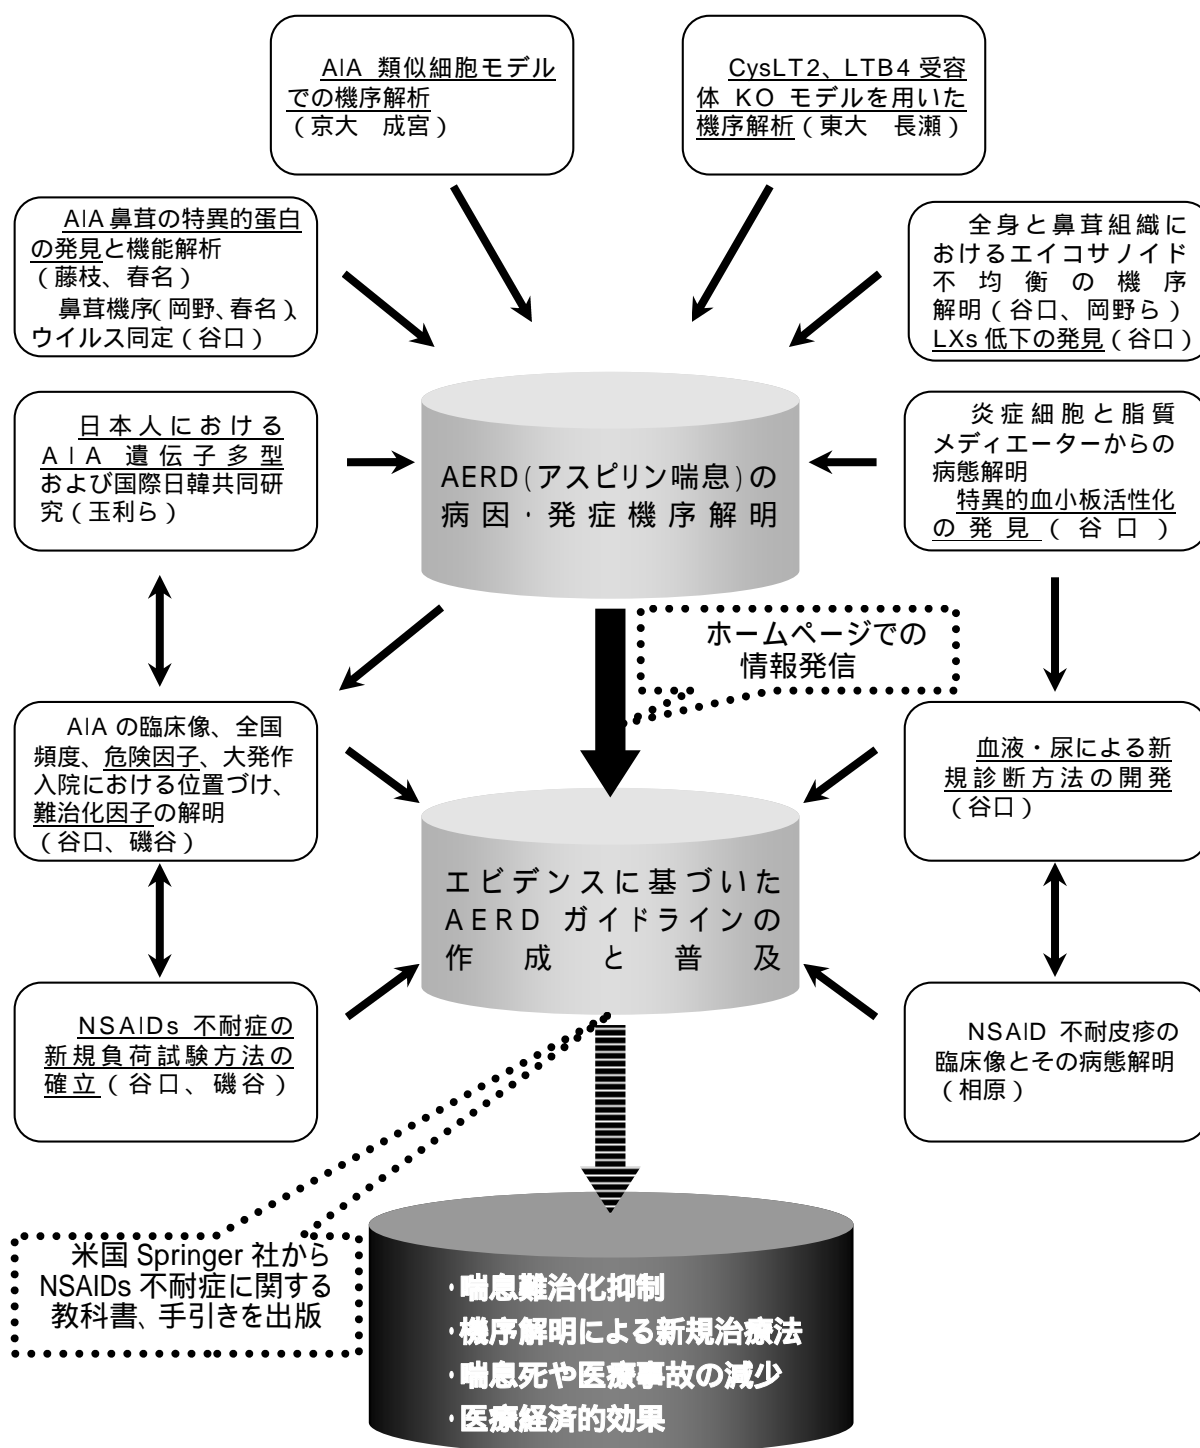 AIA 類似細胞モデル
での機序解析
(京大 成宮)
CysLT2、LTB4 受容
体 KO モデルを用いた
機序解析(東大 長瀬)
AIA 鼻茸の特異的蛋白
の発見と機能解析
(藤枝、春名)
鼻茸機序(岡野、春名)、
ウイルス同定(谷口)
全身と鼻茸組織に
おけるエイコサノイド
不均衡の機序
解明(谷口、岡野ら)
LXs 低下の発見(谷口)
日本人における
AIA 遺伝子多型
および国際日韓共同研
究(玉利ら)
AERD(アスピリン喘息)の
病因・発症機序解明
炎症細胞と脂質
メディエーターからの
病態解明
特異的血小板活性化
の発見(谷口)
ホームページでの
情報発信
AIA の臨床像、全国
頻度、危険因子、大発作
入院における位置づけ、
難治化因子の解明
(谷口、磯谷)
血液・尿による新
規診断方法の開発
(谷口)
エビデンスに基づいた
AERD ガイドラインの
作成と普及
NSAIDs 不耐症の
新規負荷試験方法の
確立(谷口、磯谷)
NSAID 不耐皮疹の
臨床像とその病態解明
(相原)
米国 Springer 社から
NSAIDs 不耐症に関する
教科書、手引きを出版
・喘息難治化抑制
・機序解明による新規治療法
・喘息死や医療事故の減少
・医療経済的効果